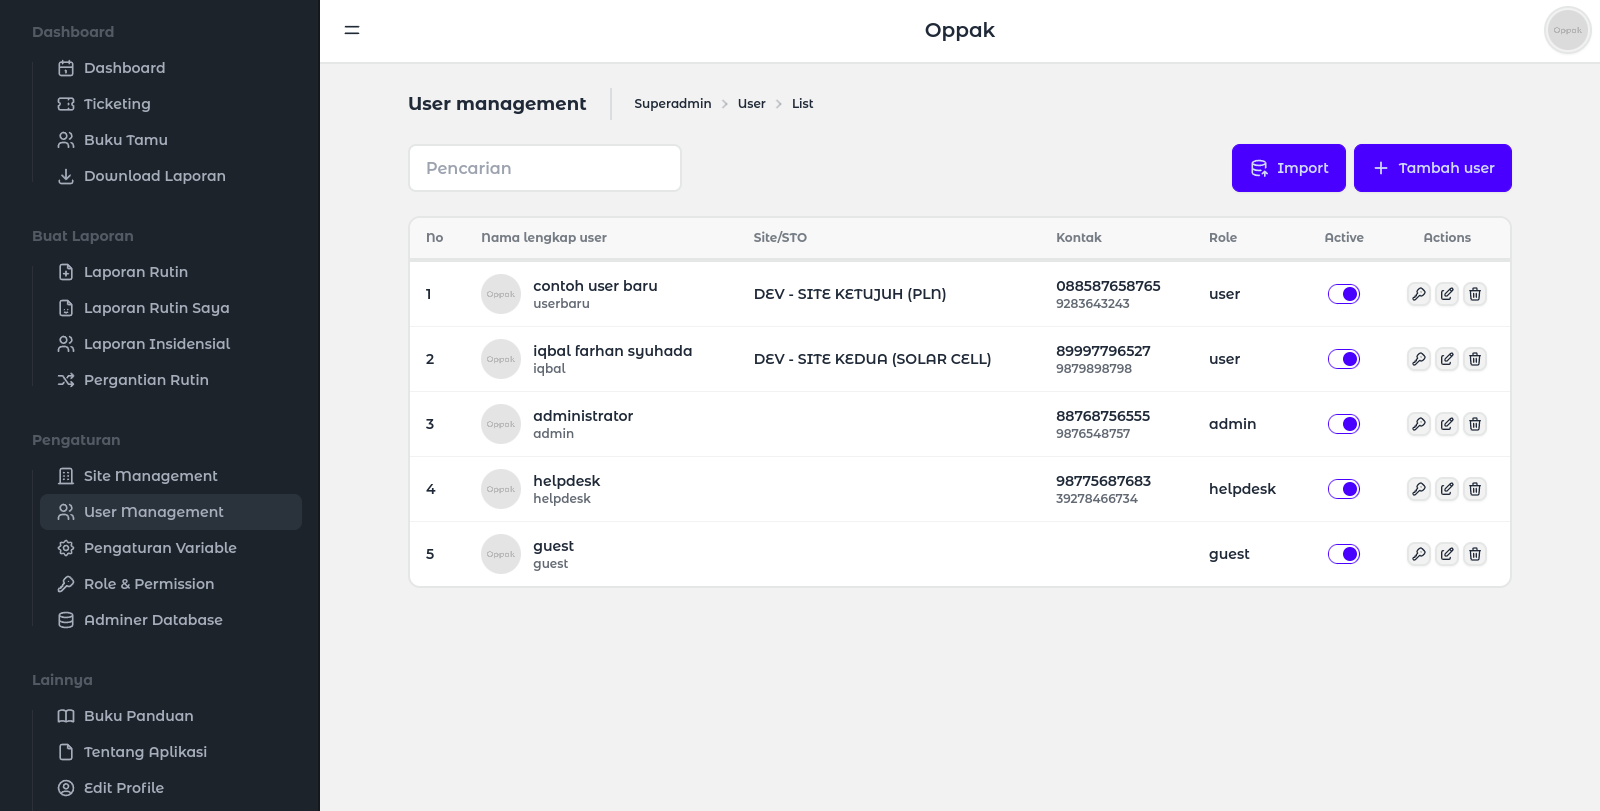 Dashboard
Dashboard
Ticketing
Buku Tamu
Download Laporan
Buat Laporan
Laporan Rutin
Laporan Rutin Saya
Laporan Insidensial
Pergantian Rutin
Pengaturan
Site Management
User Management
Pengaturan Variable
Role & Permission
Adminer Database
Lainnya
Buku Panduan
Tentang Aplikasi
Edit Profile
Oppak
Oppak
User management
Superadmin > User > List
Pencarian
Import
Tambah user
No Nama lengkap user Site/STO Kontak Role Active Actions
1 Oppak contoh user baru DEV - SITE KETUJUH (PLN) 088587658765 user
userbaru 9283643243
2 Oppak iqbal farhan syuhada DEV - SITE KEDUA (SOLAR CELL) 89997796527 user
iqbal 9879898798
3 Oppak administrator 88768756555 admin
admin 9876548757
4 Oppak helpdesk 98775687683 helpdesk
helpdesk 39278466734
5 Oppak guest guest
guest